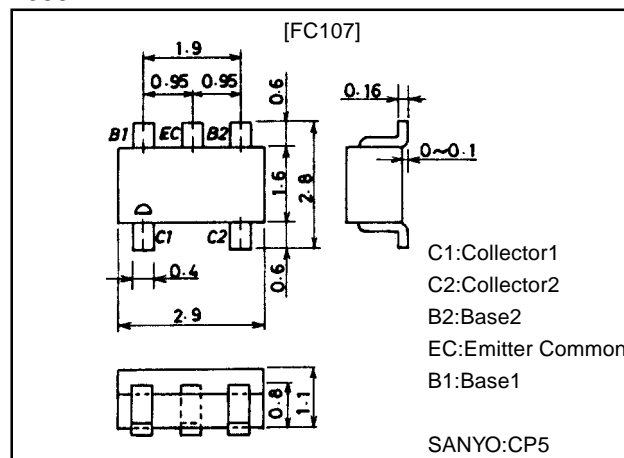 [FC107]
1.9
0.95 0.95
0.6
0.16
B1 EC B2
0~0.1
1.6
2.8
C1 C2
0.4
0.6
2.9
C1:Collector1
C2:Collector2
B2:Base2
EC:Emitter Common
B1:Base1
0.8
1.1
SANYO:CP5